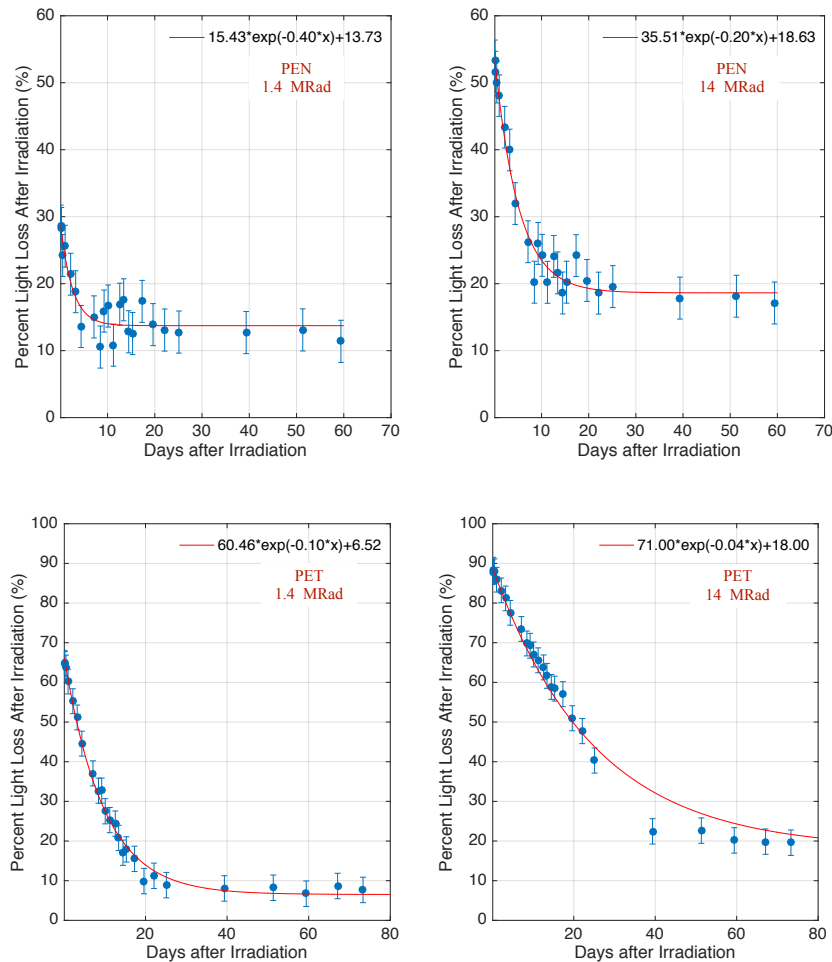 15.43*exp(-0.40*x)+13.73
PEN
1.4 MRad
Percent Light Loss After Irradiation (%)
60
50
40
30
20
10
0
0 10 20 30 40 50 60 70
Days after Irradiation
35.51*exp(-0.20*x)+18.63
PEN
14 MRad
Percent Light Loss After Irradiation (%)
60
50
40
30
20
10
0
0 10 20 30 40 50 60 70
Days after Irradiation
60.46*exp(-0.10*x)+6.52
PET
1.4 MRad
Percent Light Loss After Irradiation (%)
100
90
80
70
60
50
40
30
20
10
0
0 20 40 60 80
Days after Irradiation
71.00*exp(-0.04*x)+18.00
PET
14 MRad
Percent Light Loss After Irradiation (%)
100
90
80
70
60
50
40
30
20
10
0
0 20 40 60 80
Days after Irradiation